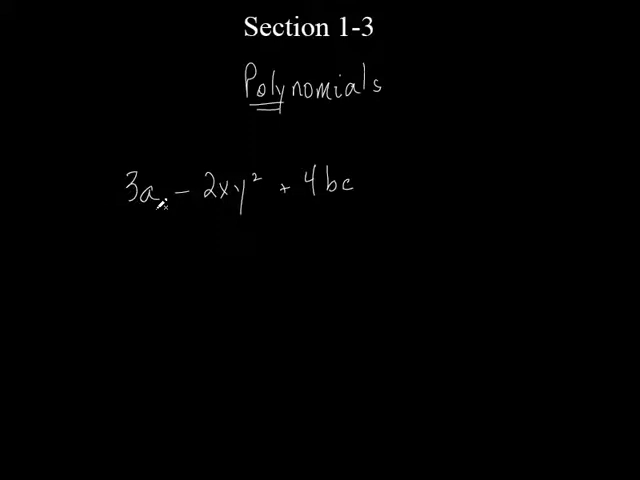 Section 1-3
Polynomials
3a - 2xy² + 4bc